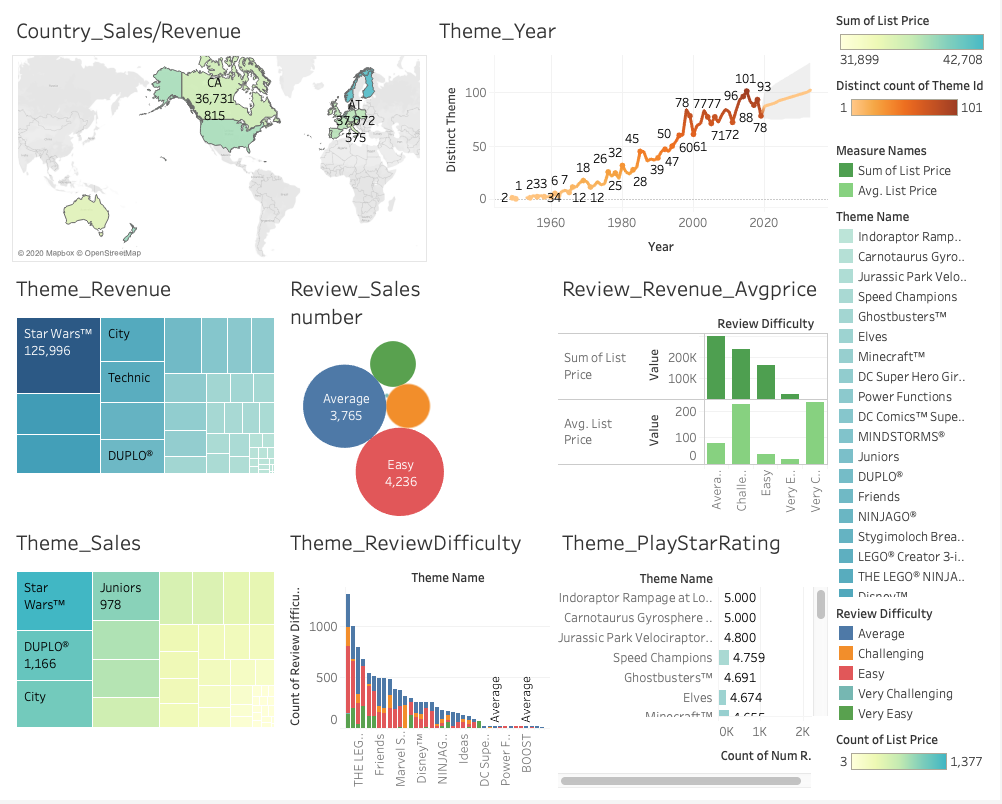 Country_Sales/Revenue
CA
36,731
815
AT
37,072
575
© 2020 Mapbox © OpenStreetMap
Theme_Year
Distinct Theme
100
50
0
2
1
233
34
6 7
12
18
12
26
25
32
45
28
39
50
47
78
6061
7777
7172
96
101
88
93
78
1960
1980
2000
2020
Year
Sum of List Price
31,899
42,708
Distinct count of Theme Id
1
101
Measure Names
Sum of List Price
Avg. List Price
Theme Name
Indoraptor Ramp..
Carnotaurus Gyro..
Jurassic Park Velo..
Speed Champions
Ghostbusters™
Elves
Minecraft™
DC Super Hero Gir..
Power Functions
DC Comics™ Supe..
MINDSTORMS®
Juniors
DUPLO®
Friends
NINJAGO®
Stygimoloch Brea..
LEGO® Creator 3-i..
THE LEGO® NINJA..
Disney™
Review Difficulty
Average
Challenging
Easy
Very Challenging
Very Easy
Count of List Price
3
1,377
Theme_Revenue
Star Wars™
125,996
City
Technic
DUPLO®
Review_Sales
number
Average
3,765
Easy
4,236
Review_Revenue_Avgprice
Review Difficulty
Sum of List
Price
Value
200K
100K
Avg. List
Price
Value
200
100
0
Avera..
Challe..
Easy
Very E..
Very C..
Theme_Sales
Star
Wars™
DUPLO®
1,166
City
Juniors
978
Theme_ReviewDifficulty
Theme Name
Count of Review Difficu..
1000
500
0
Average
Average
THE LEG..
Friends
Marvel S..
Disney™
NINJAG..
Ideas
DC Supe..
Power F..
BOOST
Theme_PlayStarRating
Theme Name
Indoraptor Rampage at Lo..
5.000
Carnotaurus Gyrosphere ..
5.000
Jurassic Park Velociraptor..
4.800
Speed Champions
4.759
Ghostbusters™
4.691
Elves
4.674
Minecraft™
4.655
0K
1K
2K
Count of Num R.